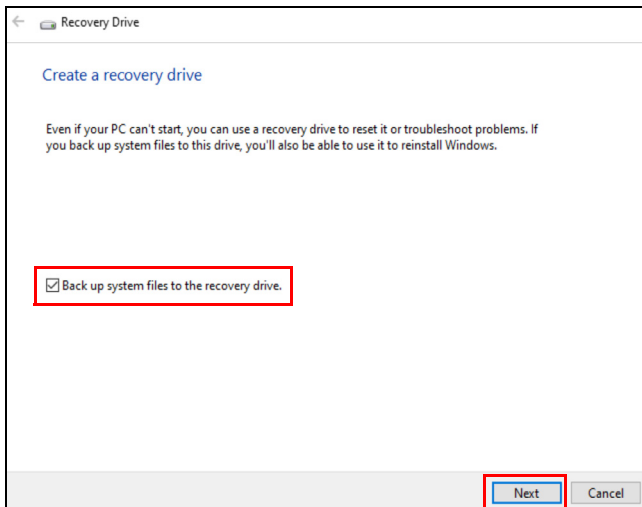 Recovery Drive
Create a recovery drive
Even if your PC can't start, you can use a recovery drive to reset it or troubleshoot problems. If
you back up system files to this drive, you'll also be able to use it to reinstall Windows.
Back up system files to the recovery drive.
Next Cancel